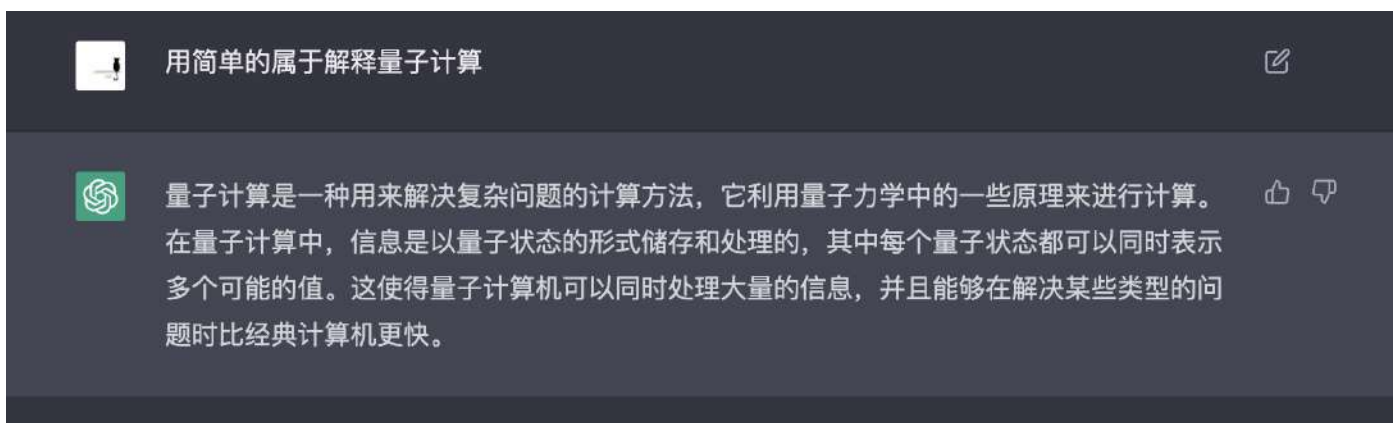 用简单的属于解释量子计算
量子计算是一种用来解决复杂问题的计算方法，它利用量子力学中的一些原理来进行计算。
在量子计算中，信息是以量子状态的形式储存和处理的，其中每个量子状态都可以同时表示
多个可能的值。这使得量子计算机可以同时处理大量的信息，并且能够在解决某些类型的问
题时比经典计算机更快。